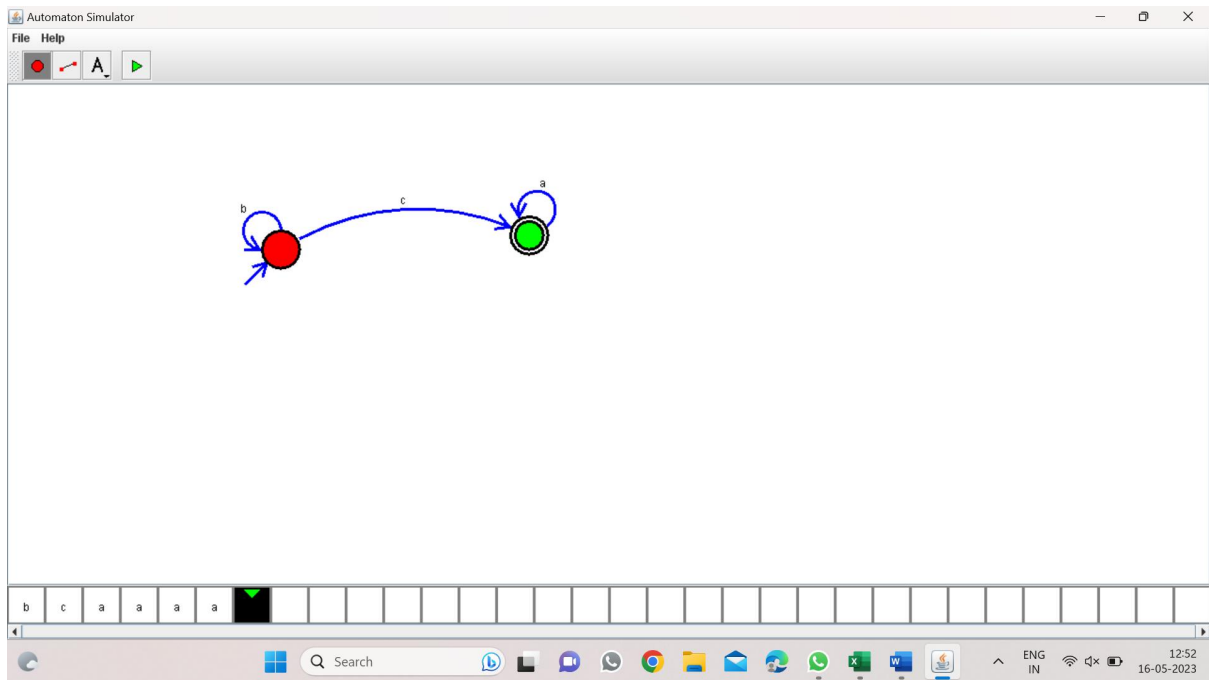 Automaton Simulator
File Help
A
a
c
b
b c a a a a
Search
ENG
IN
12:52
16-05-2023